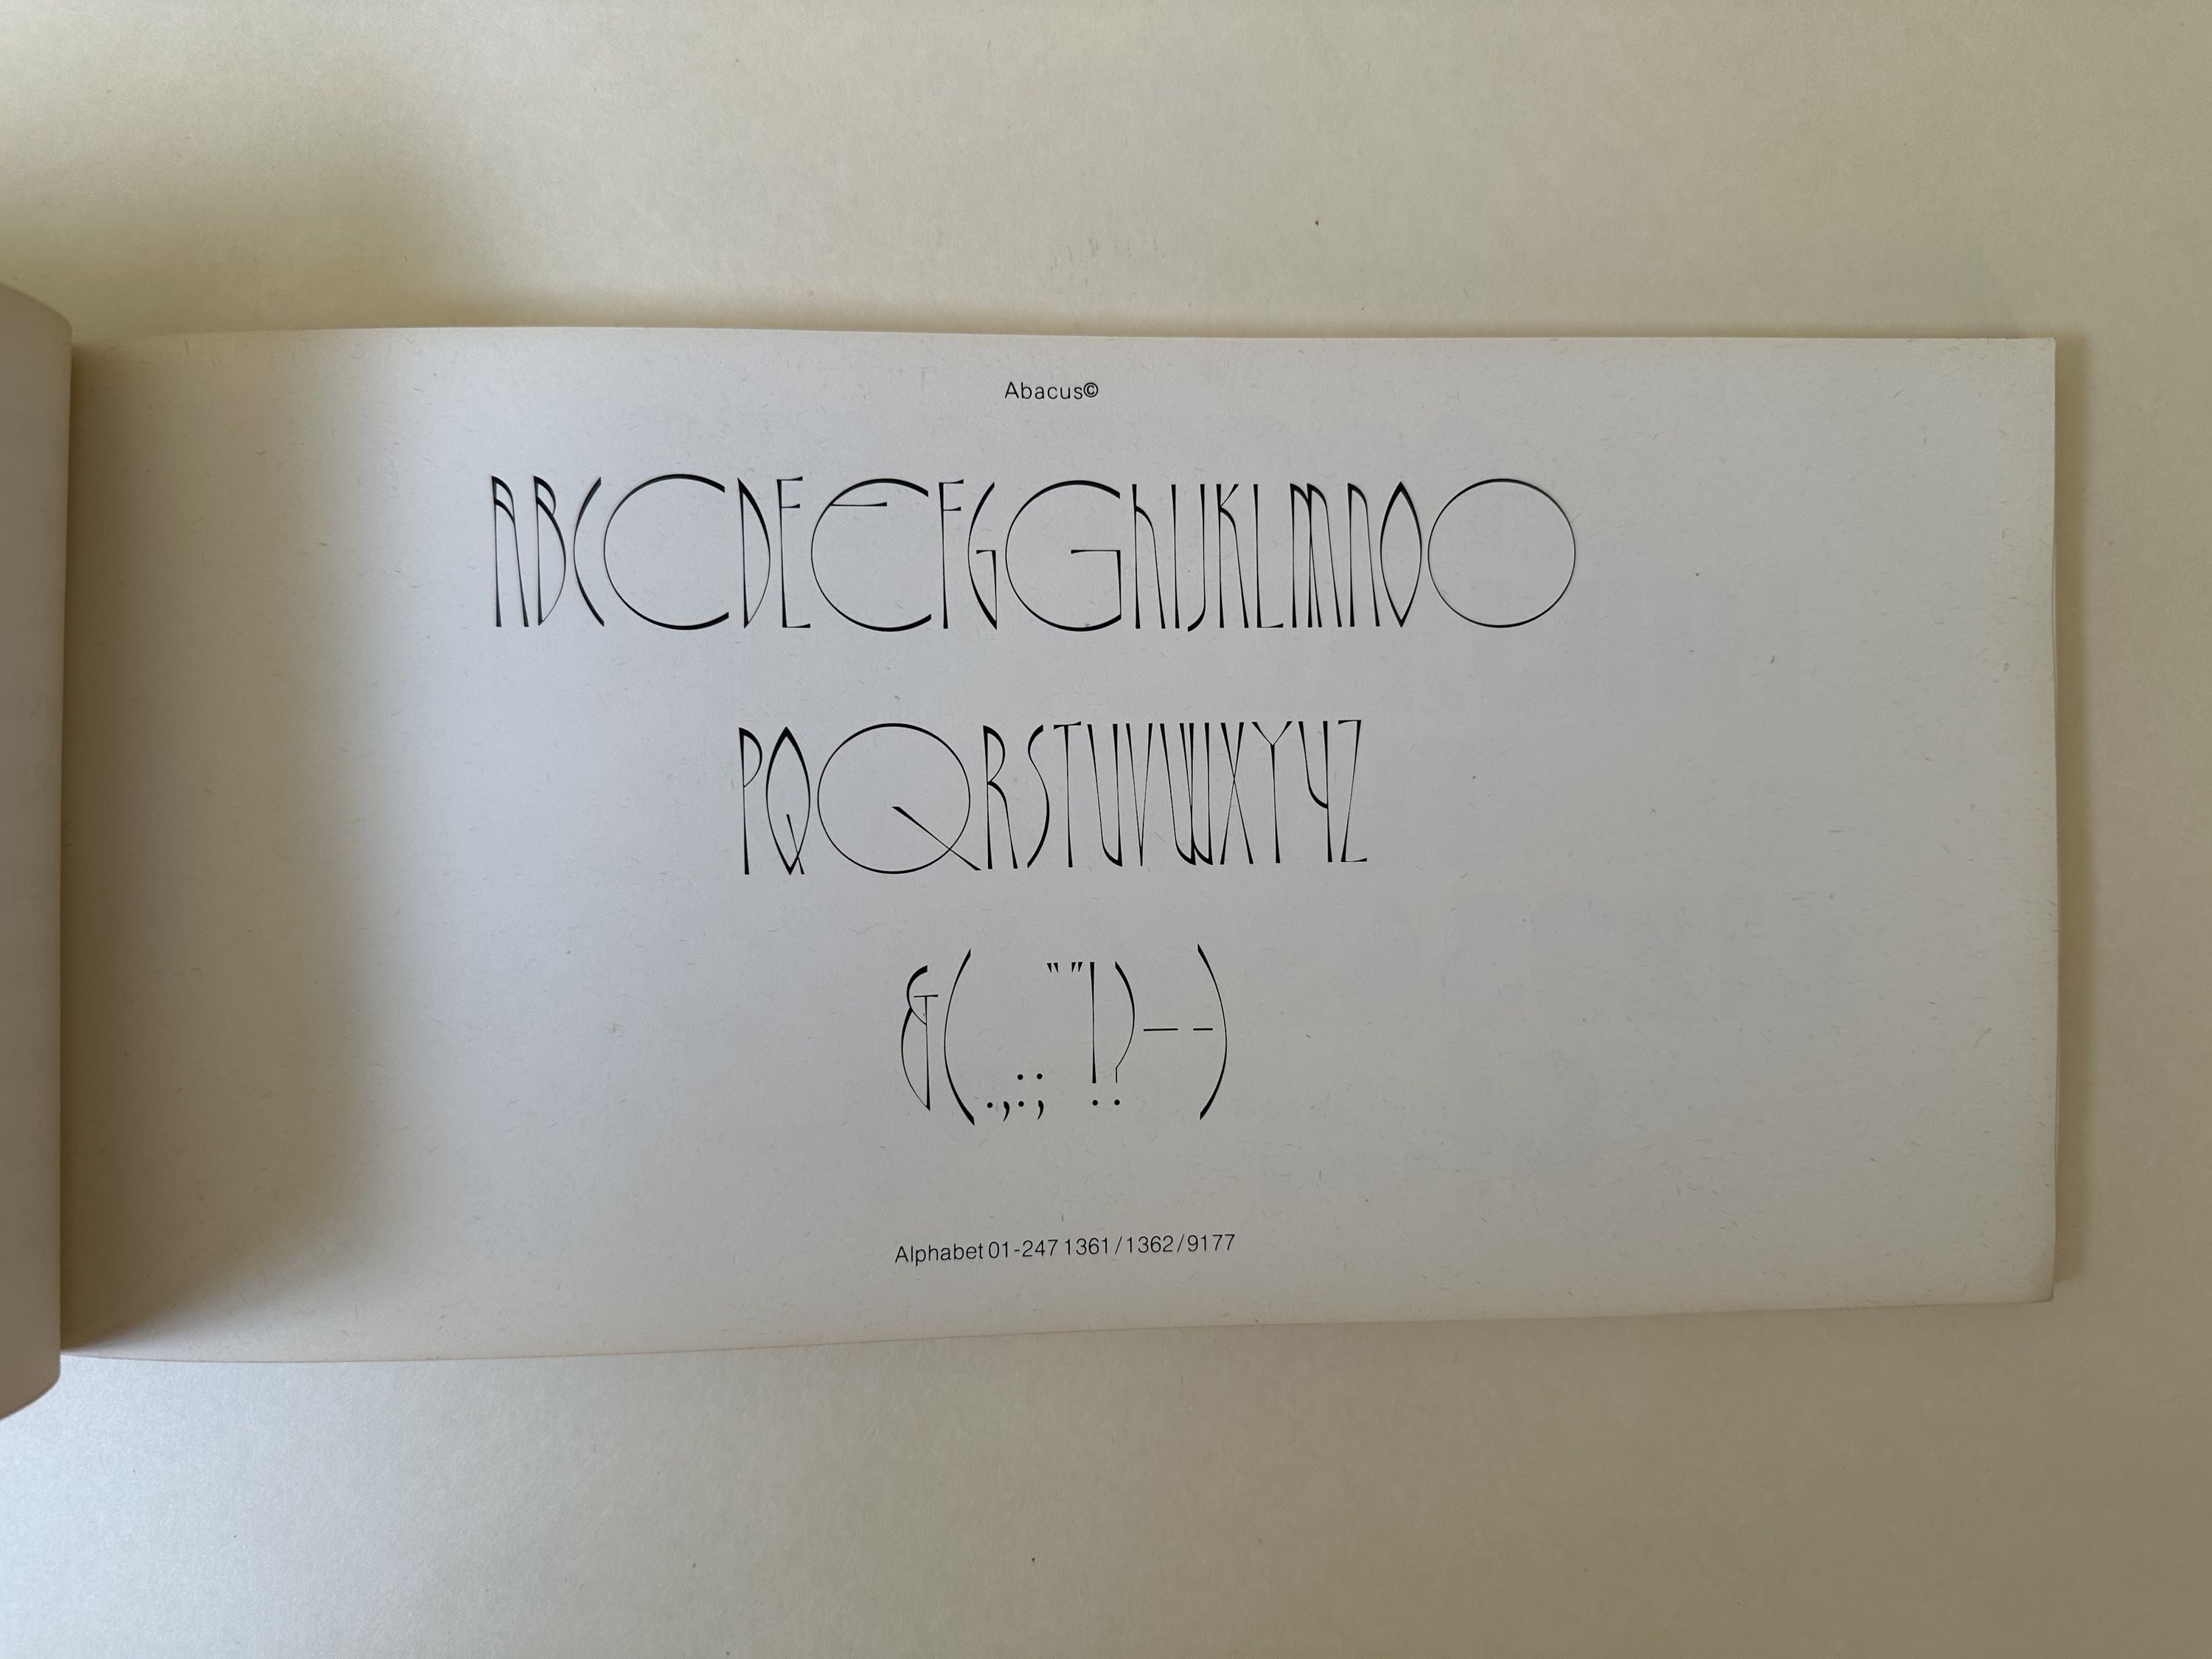 Abacus©
ABCCDEEFGGHIJKLMNOO
PQQRSTUVWXYYZ
&(.,:; “”!?—-)
Alphabet 01-247 1361/1362/9177